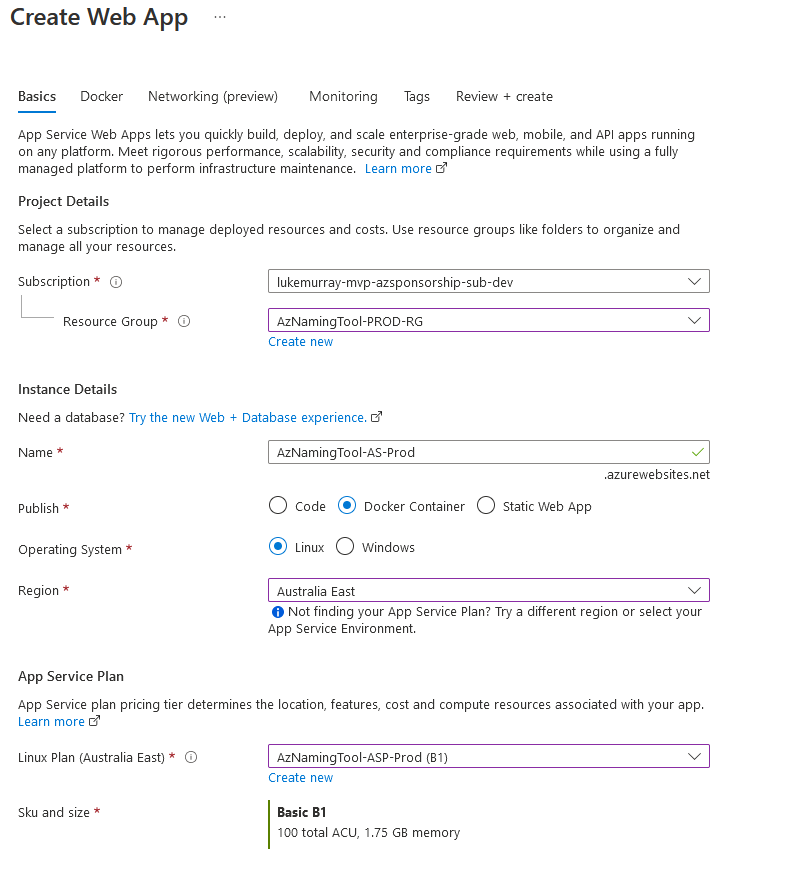 Create Web App ...
Basics Docker Networking (preview) Monitoring Tags Review + create
App Service Web Apps lets you quickly build, deploy, and scale enterprise-grade web, mobile, and API apps running
on any platform. Meet rigorous performance, scalability, security and compliance requirements while using a fully
managed platform to perform infrastructure maintenance. Learn more
Project Details
Select a subscription to manage deployed resources and costs. Use resource groups like folders to organize and
manage all your resources.
Subscription * lukemurray-mvp-azsponsorship-sub-dev
Resource Group * AzNamingTool-PROD-RG
Create new
Instance Details
Need a database? Try the new Web + Database experience.
Name * AzNamingTool-AS-Prod
.azurewebsites.net
Publish * Code Docker Container Static Web App
Operating System * Linux Windows
Region * Australia East
Not finding your App Service Plan? Try a different region or select your
App Service Environment.
App Service Plan
App Service plan pricing tier determines the location, features, cost and compute resources associated with your app.
Learn more
Linux Plan (Australia East) * AzNamingTool-ASP-Prod (B1)
Create new
Sku and size * Basic B1
100 total ACU, 1.75 GB memory